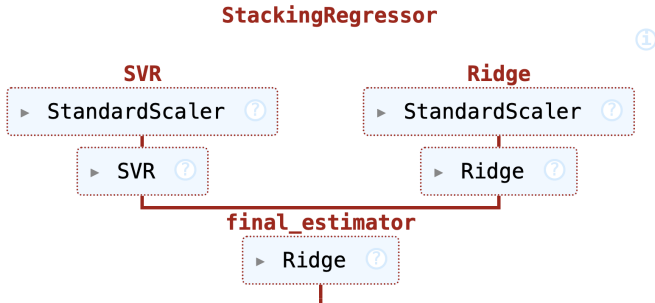 StackingRegressor
i
SVR Ridge
▸ StandardScaler ? ▸ StandardScaler ?
▸ SVR ? ▸ Ridge ?
final_estimator
▸ Ridge ?